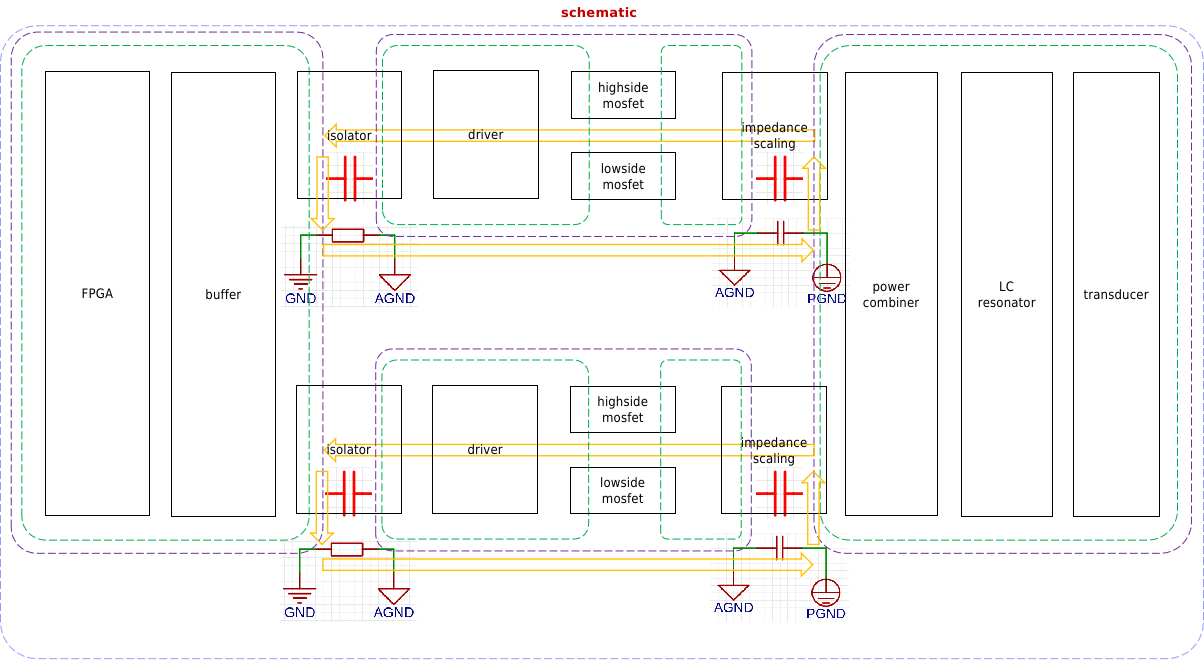 schematic
FPGA
buffer
isolator
driver
highside
mosfet
lowside
mosfet
impedance
scaling
GND
AGND
AGND
PGND
power
combiner
LC
resonator
transducer
isolator
driver
highside
mosfet
lowside
mosfet
impedance
scaling
GND
AGND
AGND
PGND